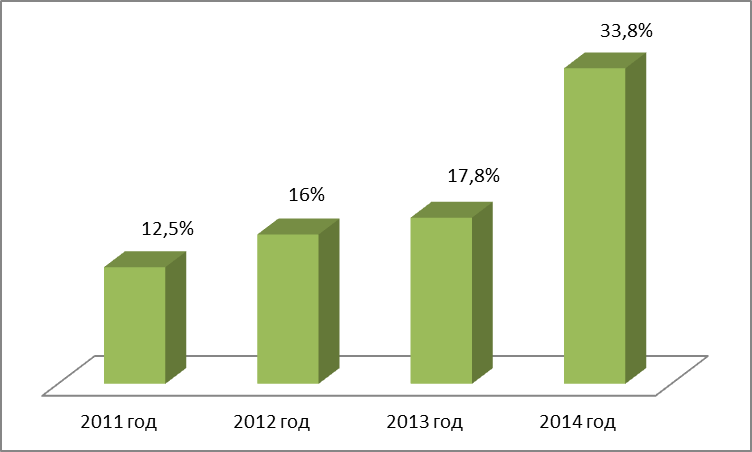 33,8%
17,8%
16%
12,5%
2011 год
2012 год
2013 год
2014 год